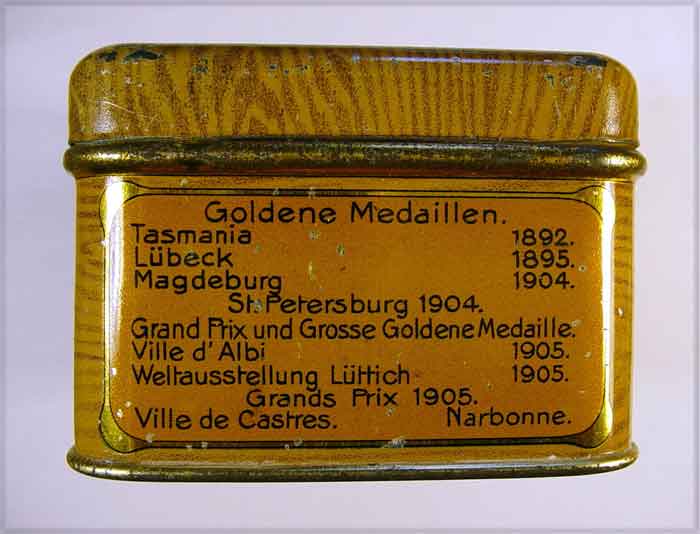 Goldene Medaillen.
Tasmania 1892.
Lübeck 1895.
Magdeburg 1904.
St. Petersburg 1904.
Grand Prix und Grosse Goldene Medaille.
Ville d'Albi 1905.
Weltausstellung Lüttich 1905.
Grands Prix 1905.
Ville de Castres. Narbonne.